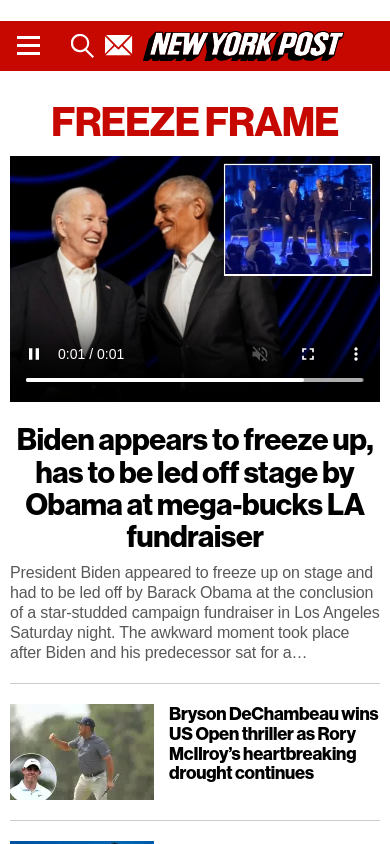 NEW YORK POST
FREEZE FRAME
0:01 / 0:01
Biden appears to freeze up,
has to be led off stage by
Obama at mega-bucks LA
fundraiser
President Biden appeared to freeze up on stage and
had to be led off by Barack Obama at the conclusion
of a star-studded campaign fundraiser in Los Angeles
Saturday night. The awkward moment took place
after Biden and his predecessor sat for a…
Bryson DeChambeau wins
US Open thriller as Rory
McIlroy’s heartbreaking
drought continues